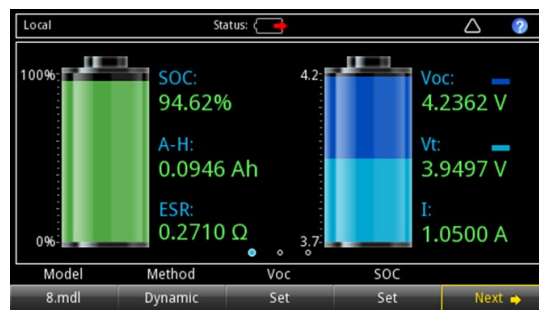 Local
Status:
?
100%
0%
SOC:
94.62%
A-H:
0.0946 Ah
ESR:
0.2710 Ω
4.2
3.7
Voc:
4.2362 V
Vt:
3.9497 V
I:
1.0500 A
Model Method Voc SOC
8.mdl Dynamic Set Set Next